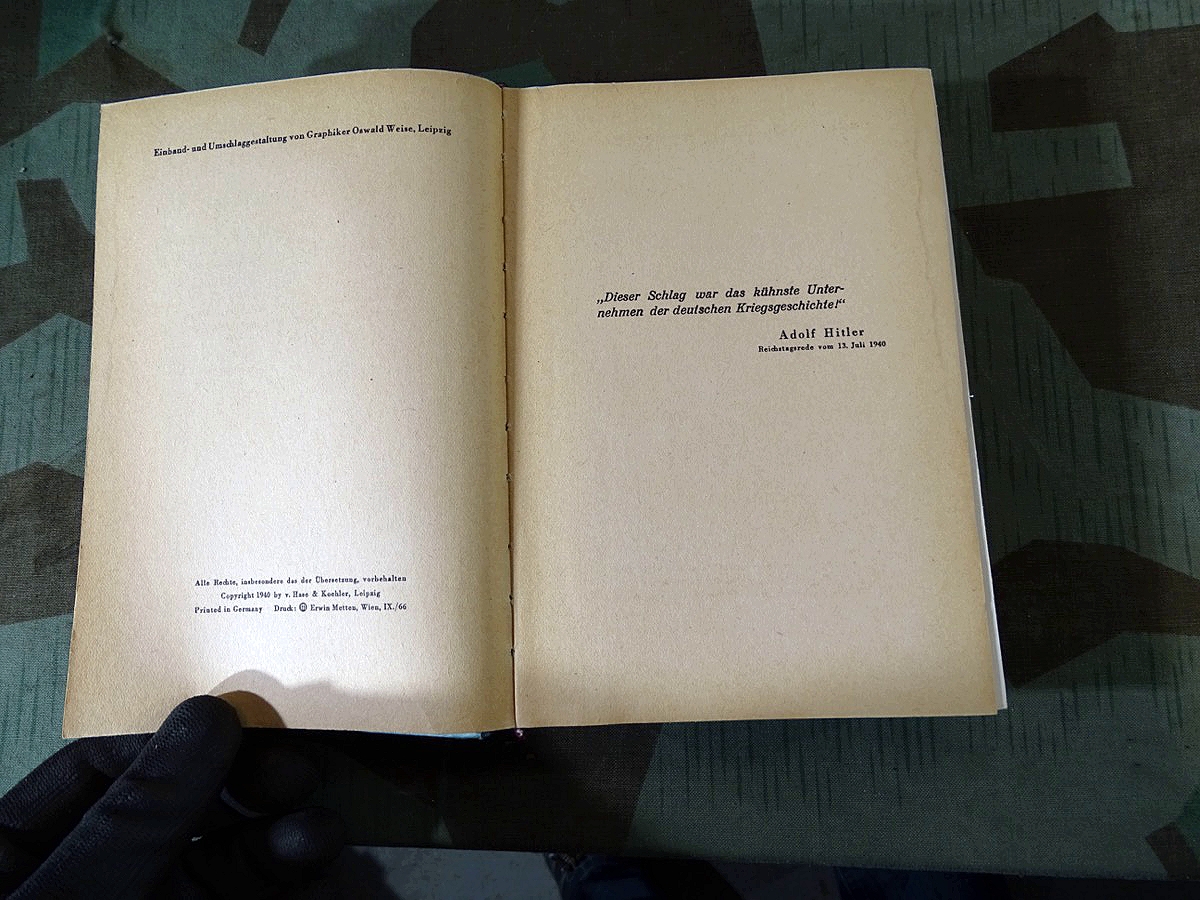 Einband- und Umschlaggestaltung von Graphiker Oswald Weise, Leipzig
Alle Rechte, insbesondere das der Übersetzung, vorbehalten
Copyright 1940 by v. Hase & Koehler, Leipzig
Printed in Germany Druck: Erwin Metten, Wien, IX./66
„Dieser Schlag war das kühnste Unter-
nehmen der deutschen Kriegsgeschichte!“
Adolf Hitler
Reichstagsrede vom 13. Juli 1940